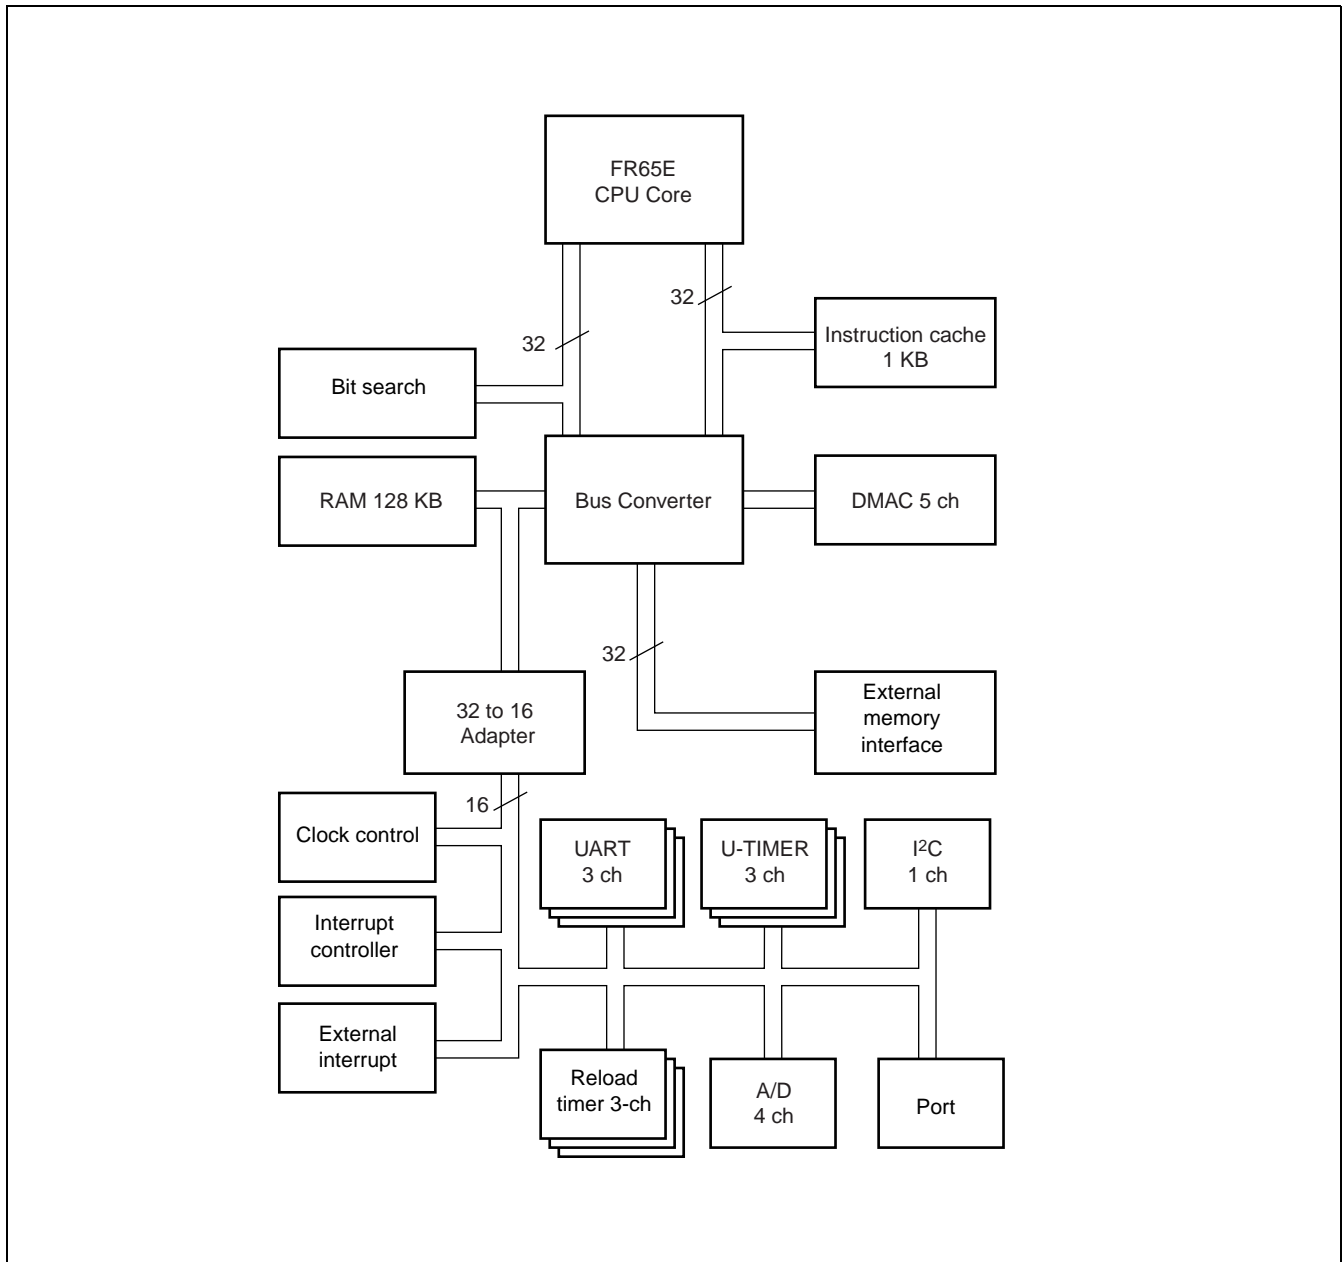 FR65E
CPU Core
32
32
Instruction cache
1 KB
Bit search
RAM 128 KB
Bus Converter
DMAC 5 ch
32
32 to 16
Adapter
External
memory
interface
16
Clock control
UART
3 ch
U-TIMER
3 ch
I²C
1 ch
Interrupt
controller
External
interrupt
Reload
timer 3-ch
A/D
4 ch
Port